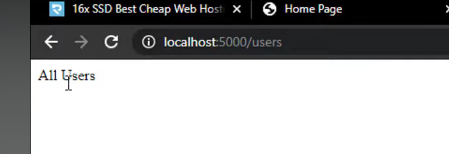 16x SSD Best Cheap Web Host
Home Page
localhost:5000/users
All Users